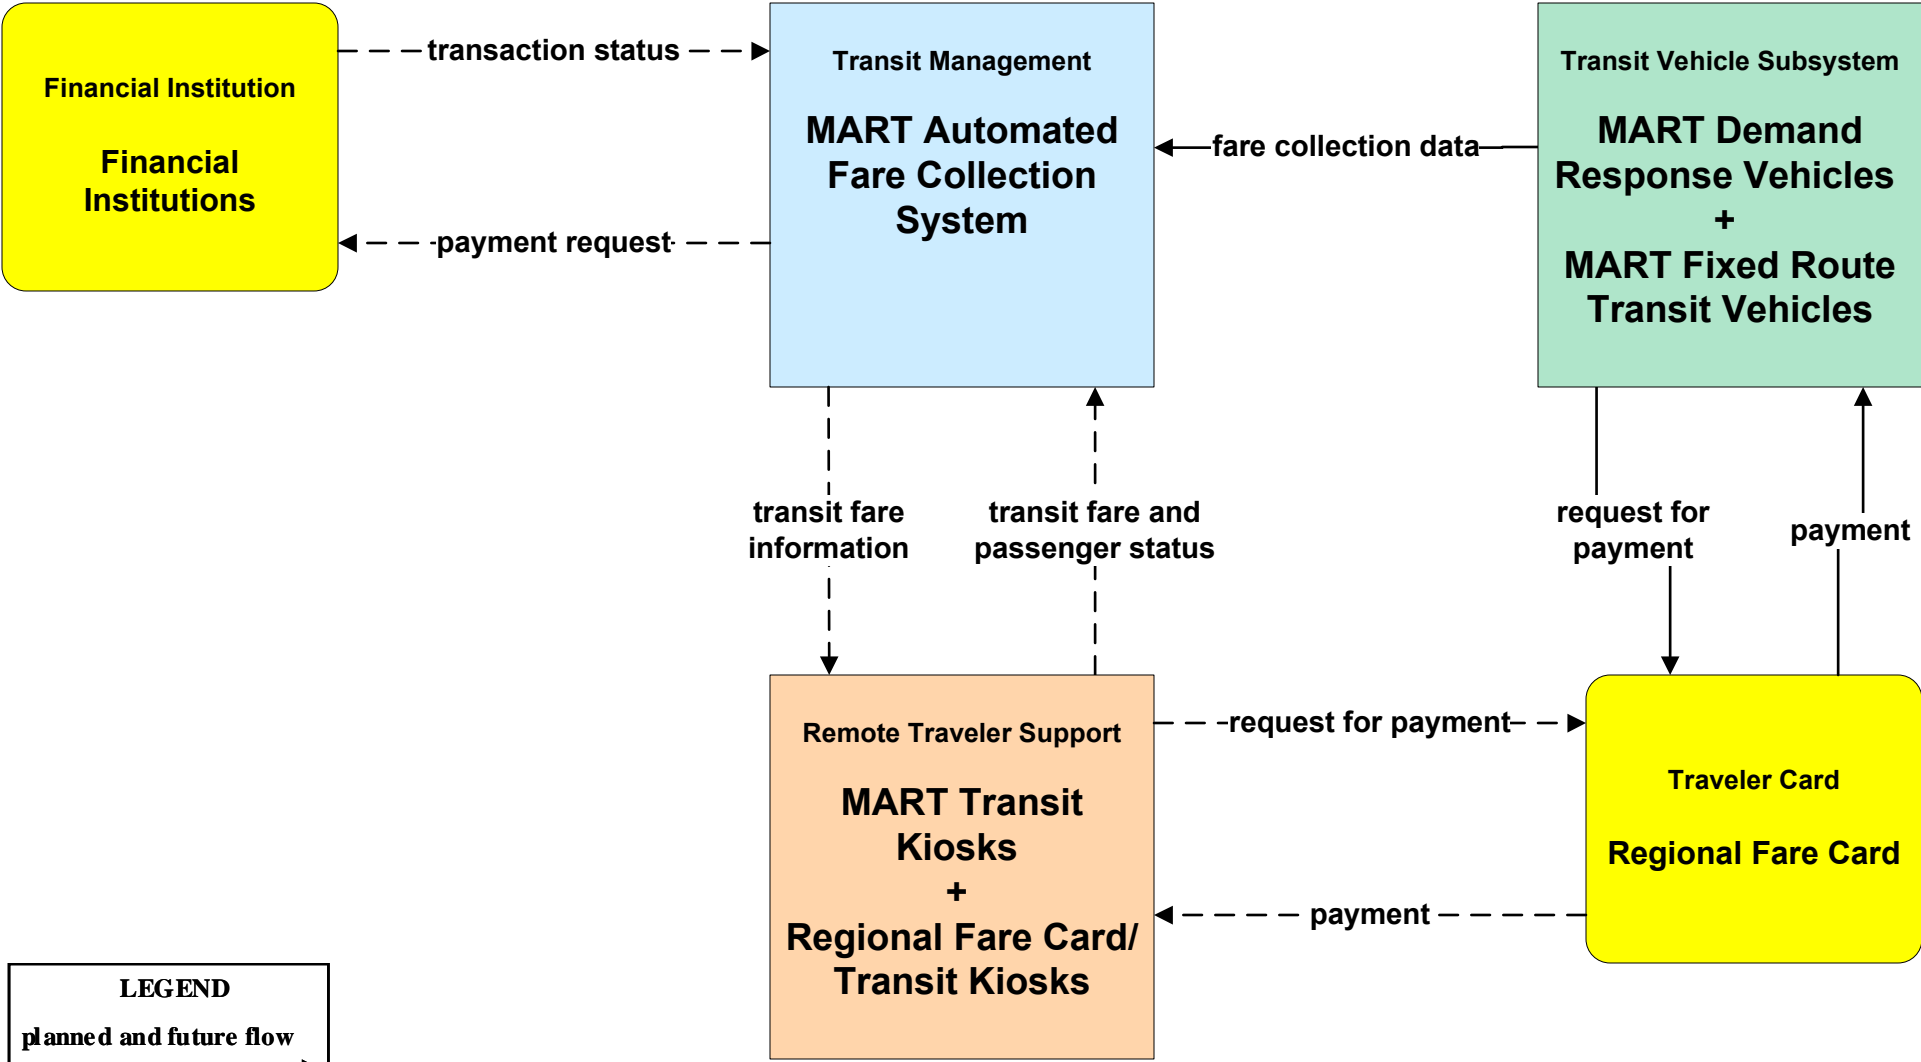 Financial Institution
Financial
Institutions
transaction status
payment request
Transit Management
MART Automated
Fare Collection
System
fare collection data
Transit Vehicle Subsystem
MART Demand
Response Vehicles
+
MART Fixed Route
Transit Vehicles
transit fare
information
transit fare and
passenger status
request for
payment
payment
Remote Traveler Support
MART Transit
Kiosks
+
Regional Fare Card/
Transit Kiosks
request for payment
payment
Traveler Card
Regional Fare Card
LEGEND
planned and future flow